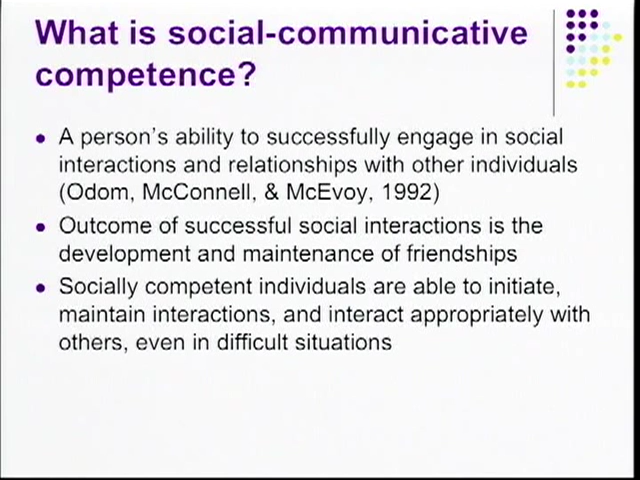 What is social-communicative
competence?
• A person's ability to successfully engage in social
interactions and relationships with other individuals
(Odom, McConnell, & McEvoy, 1992)
• Outcome of successful social interactions is the
development and maintenance of friendships
• Socially competent individuals are able to initiate,
maintain interactions, and interact appropriately with
others, even in difficult situations